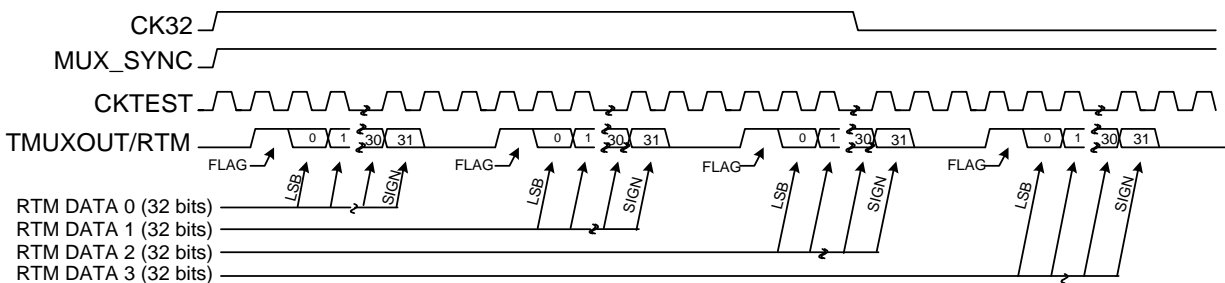 CK32
MUX_SYNC
CKTEST
TMUXOUT/RTM
0 1 30 31 0 1 30 31 0 1 30 31 0 1 30 31
FLAG FLAG FLAG FLAG
LSB SIGN LSB SIGN LSB SIGN LSB SIGN
RTM DATA 0 (32 bits)
RTM DATA 1 (32 bits)
RTM DATA 2 (32 bits)
RTM DATA 3 (32 bits)